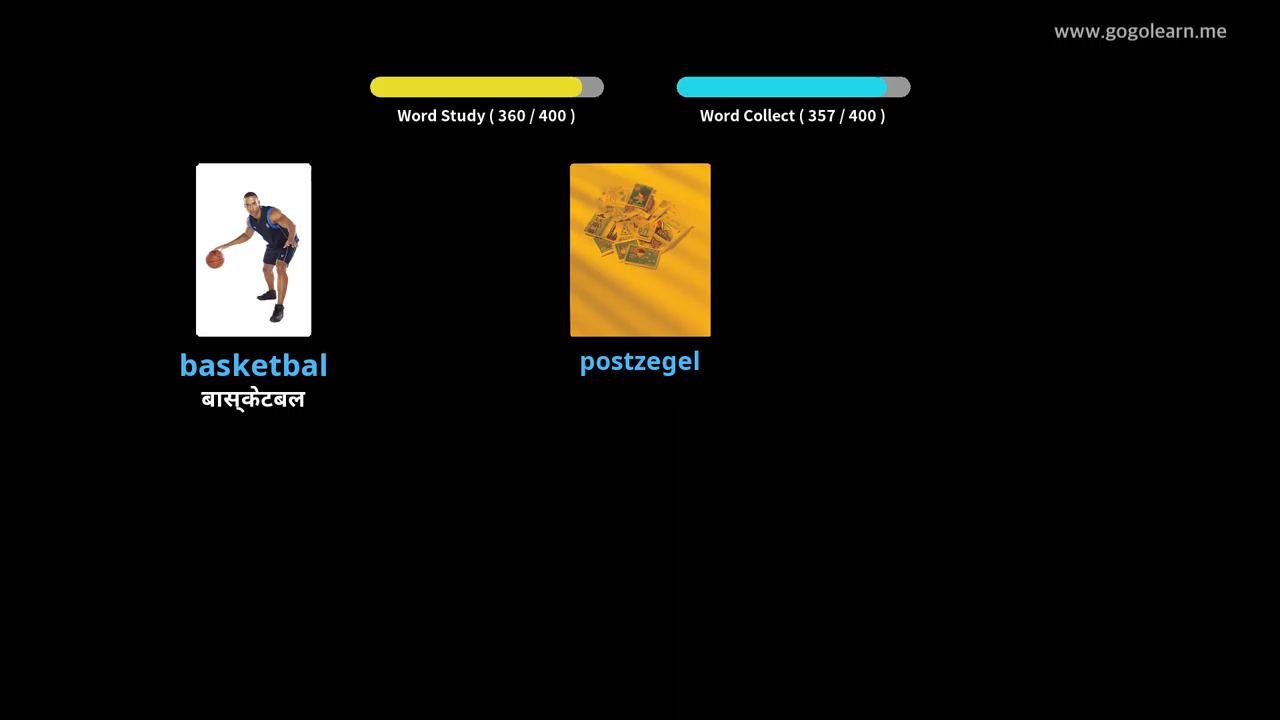 www.gogolearn.me
Word Study ( 360 / 400 )
Word Collect ( 357 / 400 )
basketbal
बास्केटबल
postzegel